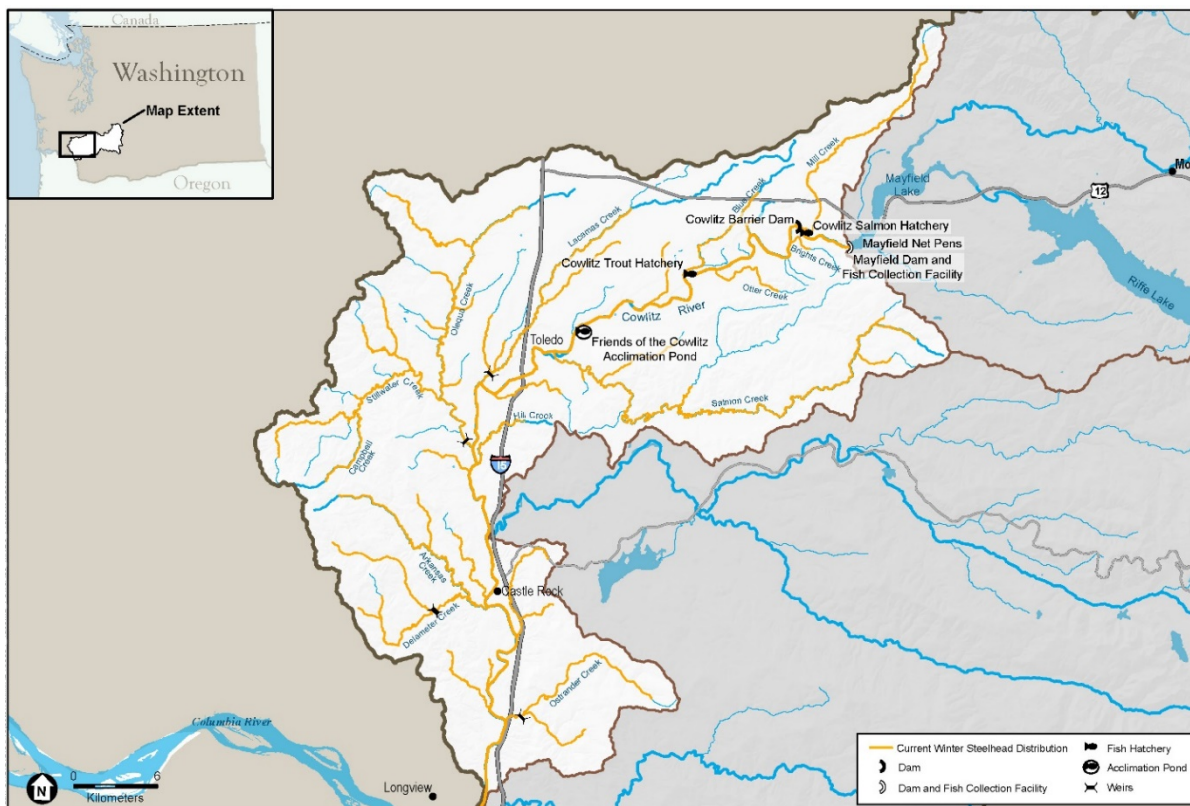 Canada
Washington
Map Extent
Oregon
Mill Creek
Mayfield
Lake
Mo
12
Blue Creek
Lacamas Creek
Cowlitz Barrier Dam
Cowlitz Salmon Hatchery
Mayfield Net Pens
Mayfield Dam and
Fish Collection Facility
Brights Creek
Cowlitz Trout Hatchery
Otter Creek
Riffe Lake
Olequa Creek
Cowlitz River
Toledo
Friends of the Cowlitz
Acclimation Pond
Stillwater Creek
Salmon Creek
Hill Creek
Campbell
Creek
15
Arkansas
Creek
Castle Rock
Delameter Creek
Ostrander Creek
Columbia River
Longview
N
0 6
Kilometers
Current Winter Steelhead Distribution
Dam
Dam and Fish Collection Facility
Fish Hatchery
Acclimation Pond
Weirs